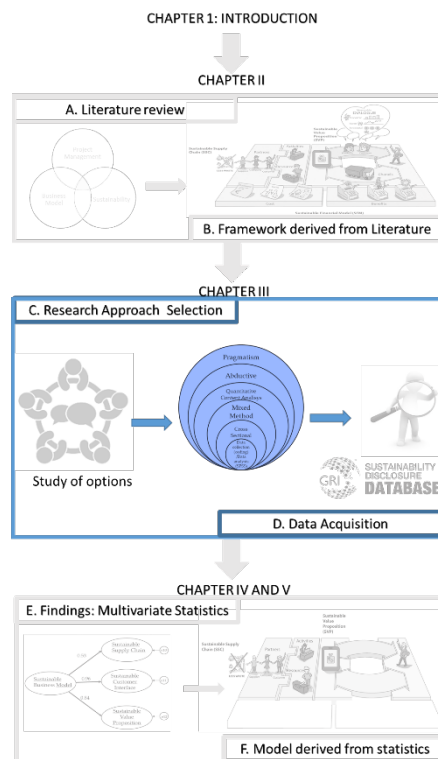 CHAPTER 1: INTRODUCTION
CHAPTER II
A. Literature review
Project
Management
Business
Model
Sustainability
Sustainable Supply
Chain (SSC)
Sustainable
Value
Proposition
(SVP)
B. Framework derived from Literature
CHAPTER III
C. Research Approach Selection
Study of options
Pragmatism
Abductive
Quantitative
Content Analysis
Mixed
Method
Cross
Sectional
GRI
SUSTAINABILITY
DISCLOSURE
DATABASE
D. Data Acquisition
CHAPTER IV AND V
E. Findings: Multivariate Statistics
Sustainable
Business Model
Sustainable
Supply Chain
Sustainable
Customer
Interface
Sustainable
Value
Proposition
Sustainable Supply
Chain (SSC)
Sustainable
Value
Proposition
(SVP)
F. Model derived from statistics